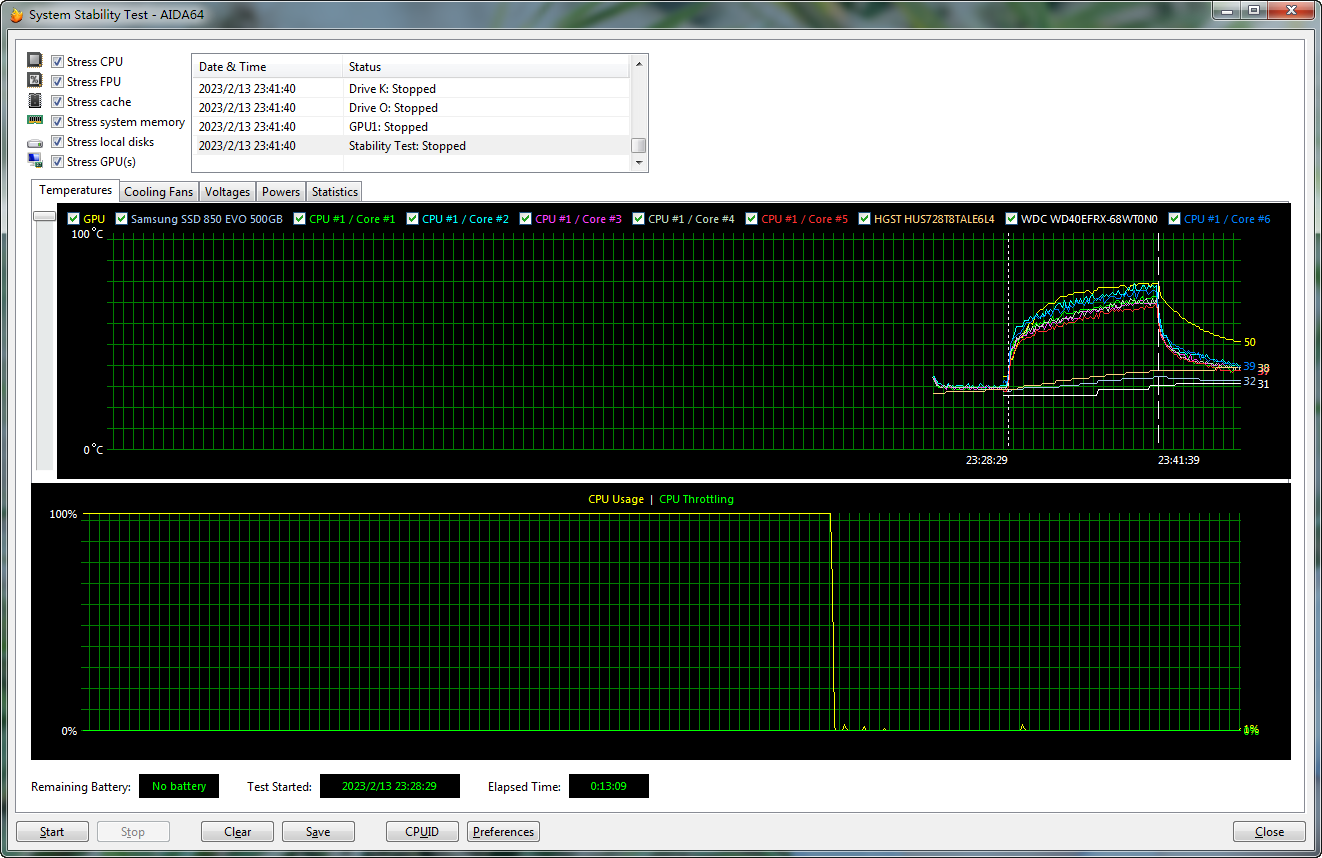 System Stability Test - AIDA64
Stress CPU
Stress FPU
Stress cache
Stress system memory
Stress local disks
Stress GPU(s)
Date & Time Status
2023/2/13 23:41:40 Drive K: Stopped
2023/2/13 23:41:40 Drive O: Stopped
2023/2/13 23:41:40 GPU1: Stopped
2023/2/13 23:41:40 Stability Test: Stopped
Temperatures Cooling Fans Voltages Powers Statistics
GPU Samsung SSD 850 EVO 500GB CPU #1 / Core #1 CPU #1 / Core #2 CPU #1 / Core #3 CPU #1 / Core #4 CPU #1 / Core #5 HGST HUS728T8TALE6L4 WDC WD40EFRX-68WT0N0 CPU #1 / Core #6
100°C
50
39 38
32 31
0°C
23:28:29 23:41:39
CPU Usage | CPU Throttling
100%
0%
Remaining Battery: No battery Test Started: 2023/2/13 23:28:29 Elapsed Time: 0:13:09
Start Stop Clear Save CPUID Preferences Close